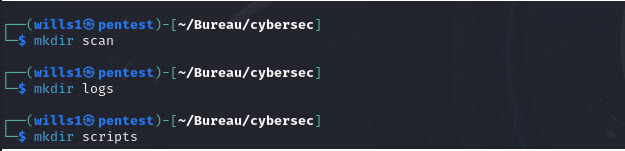 ┌──(wills1㉿pentest)-[~/Bureau/cybersec]
└─$ mkdir scan
┌──(wills1㉿pentest)-[~/Bureau/cybersec]
└─$ mkdir logs
┌──(wills1㉿pentest)-[~/Bureau/cybersec]
└─$ mkdir scripts